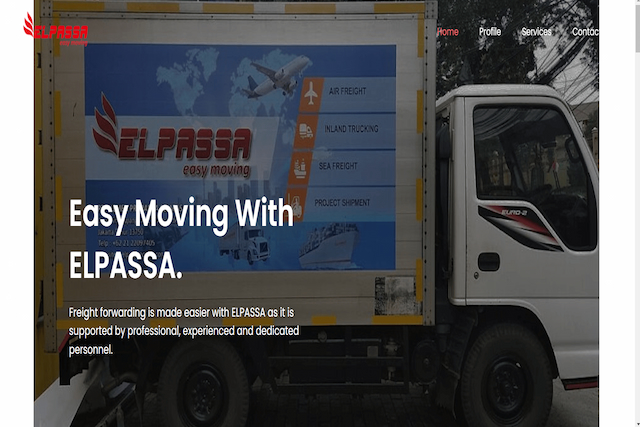 ELPASSA
Home
Profile
Services
Contac
AIR FREIGHT
INLAND TRUCKING
SEA FREIGHT
PROJECT SHIPMENT
ELPASSA
easy moving
EURO-2
Easy Moving With
ELPASSA.
Freight forwarding is made easier with ELPASSA as it is
supported by professional, experienced and dedicated
personnel.